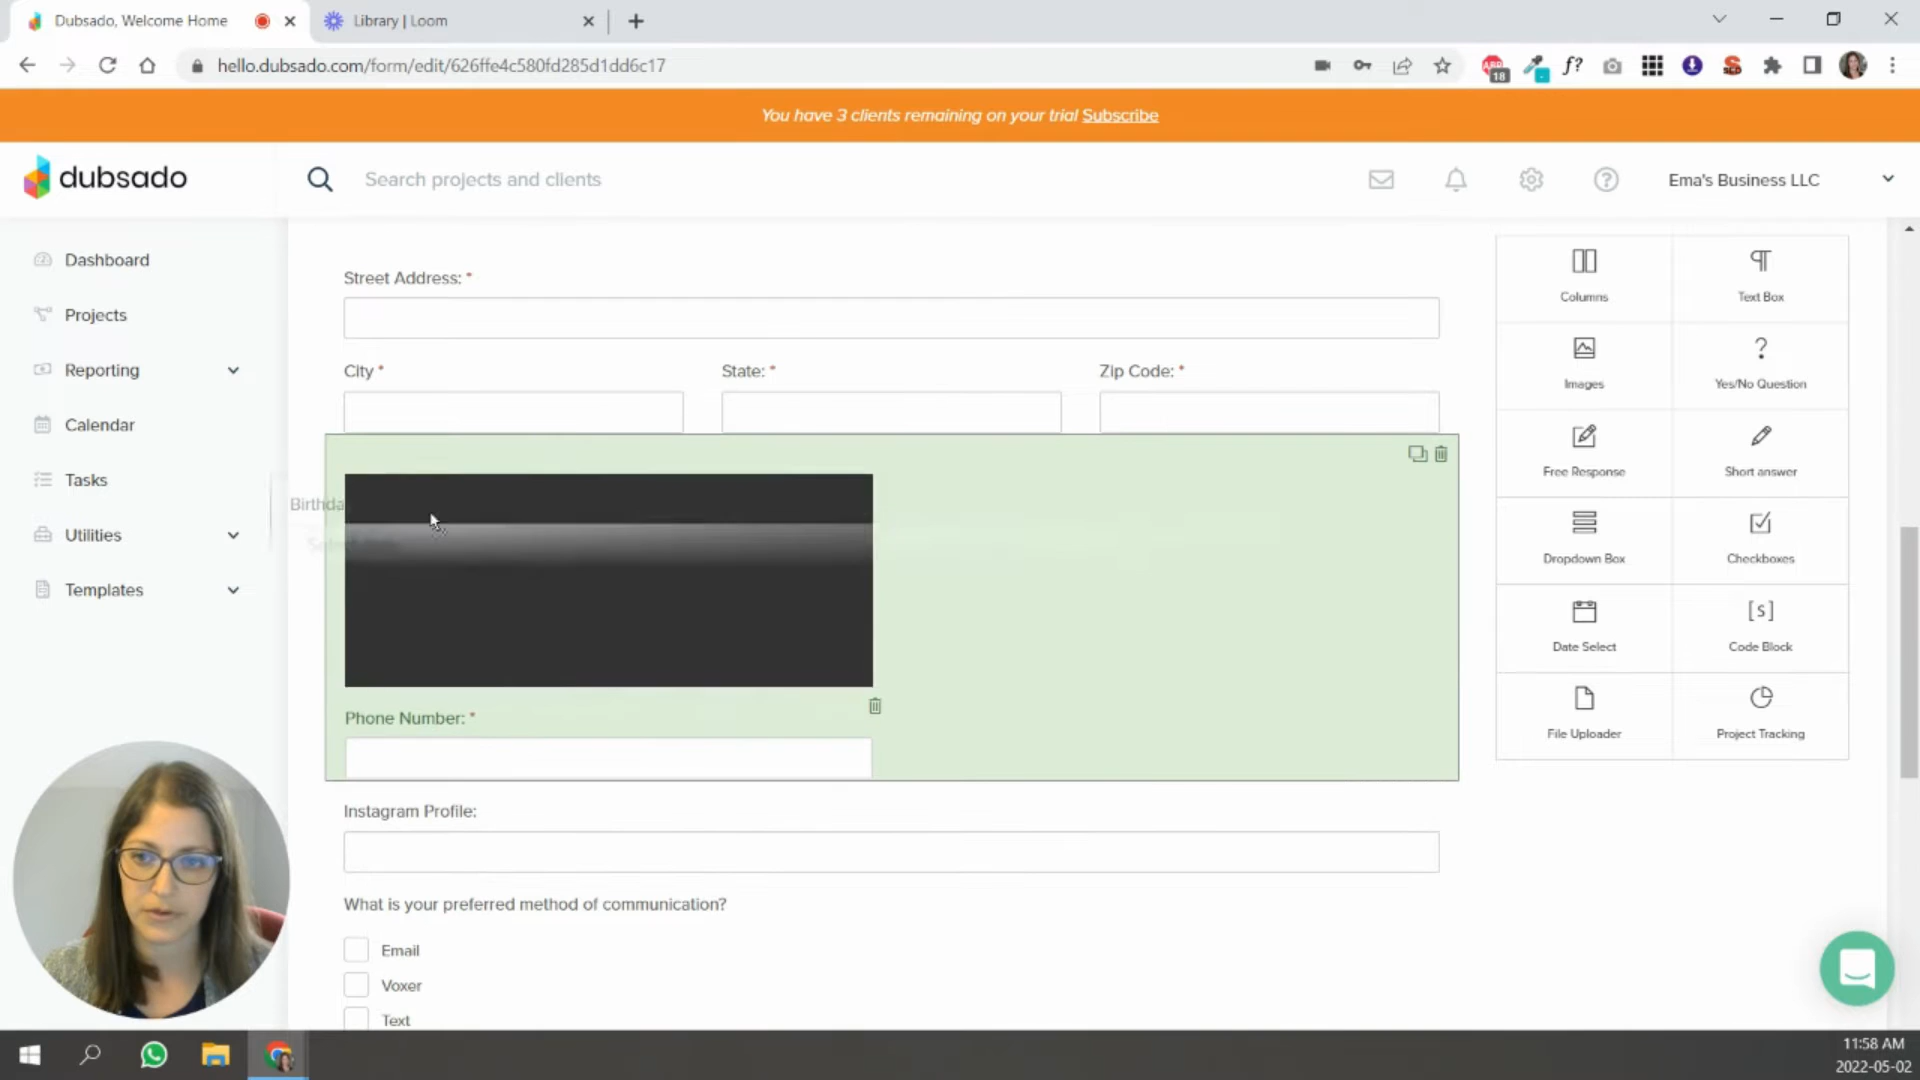 Dubsado, Welcome Home
Library | Loom
hello.dubsado.com/form/edit/626ffe4c580fd285d1dd6c17
18
f?
You have 3 clients remaining on your trial Subscribe
dubsado
Search projects and clients
Ema's Business LLC
Dashboard
Projects
Reporting
Calendar
Tasks
Utilities
Templates
Street Address: *
City *
State: *
Zip Code: *
Birthda
Phone Number: *
Instagram Profile:
What is your preferred method of communication?
Email
Voxer
Text
Columns
Text Box
Images
Yes/No Question
Free Response
Short answer
Dropdown Box
Checkboxes
Date Select
[s]
Code Block
File Uploader
Project Tracking
11:58 AM
2022-05-02